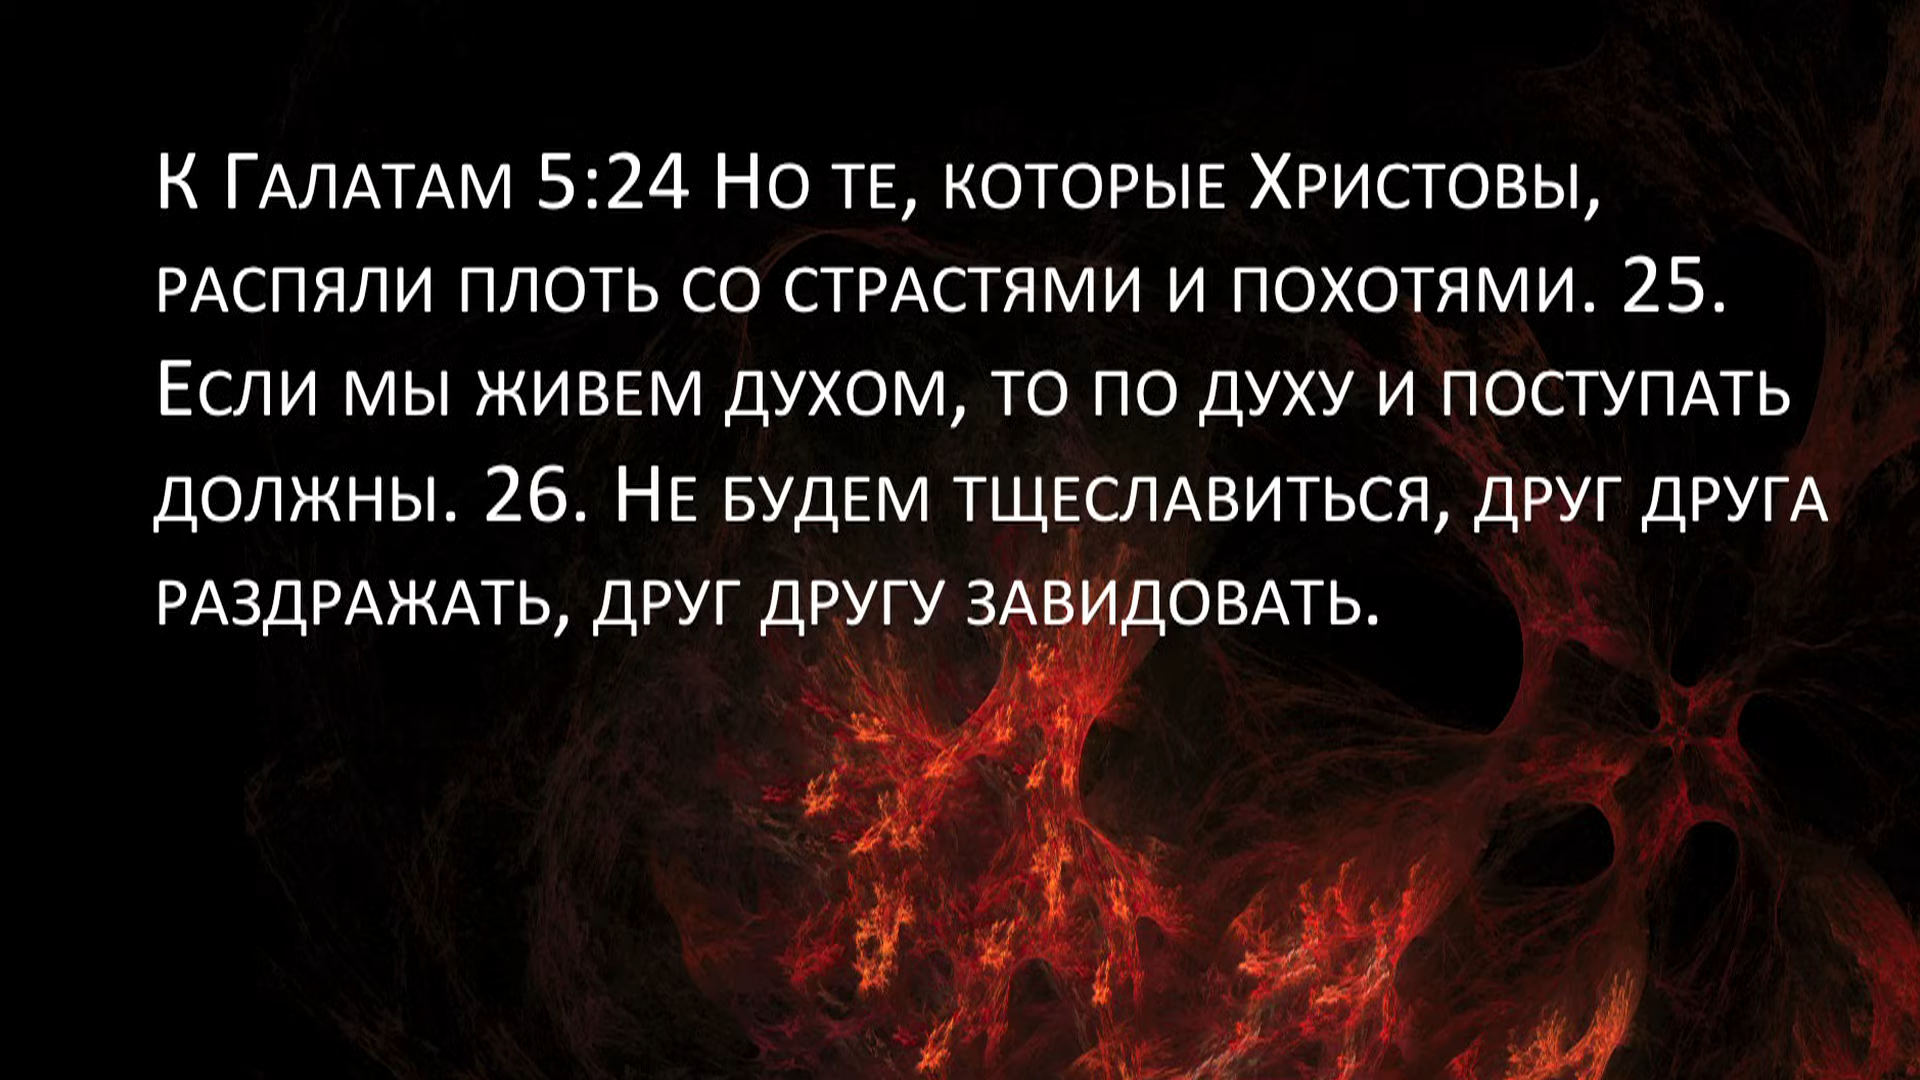 К Галатам 5:24 Но те, которые Христовы,
распяли плоть со страстями и похотями. 25.
Если мы живем духом, то по духу и поступать
должны. 26. Не будем тщеславиться, друг друга
раздражать, друг другу завидовать.